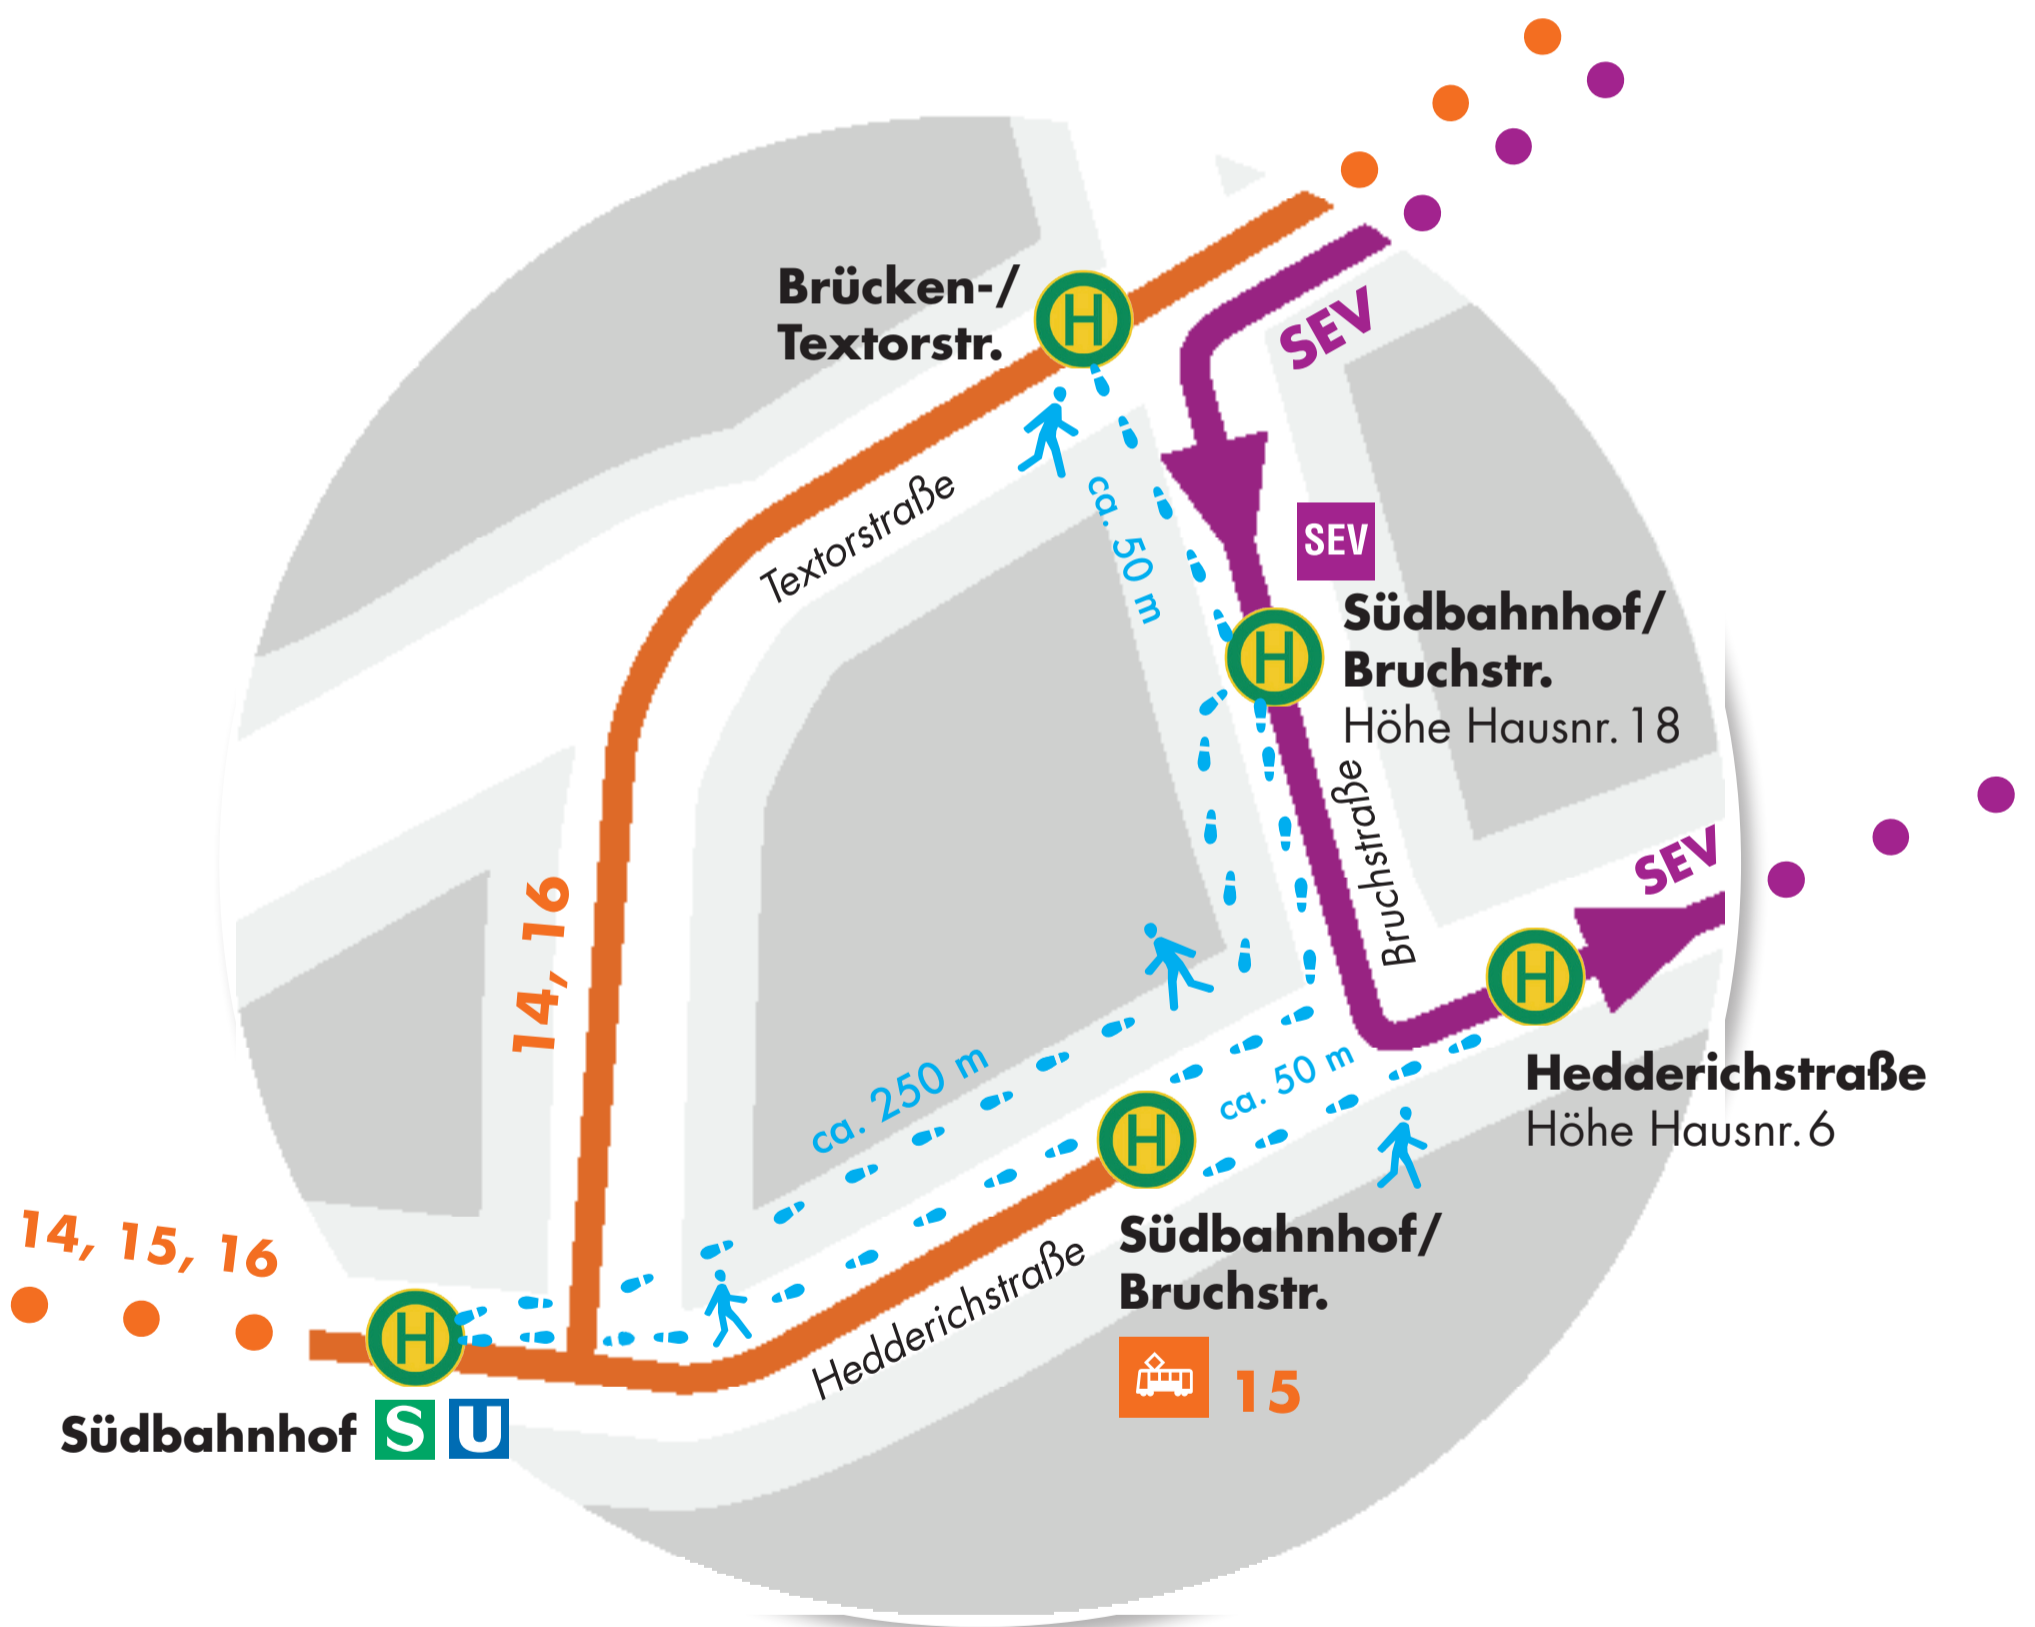 Brücken-/
Textorstr.
H
SEV
Textorstraße
ca. 50 m
SEV
H
Südbahnhof/
Bruchstr.
Höhe Hausnr. 18
Bruchstraße
SEV
14, 16
H
Hedderichstraße
Höhe Hausnr. 6
ca. 250 m
ca. 50 m
H
Südbahnhof/
Bruchstr.
15
Hedderichstraße
14, 15, 16
H
Südbahnhof S U